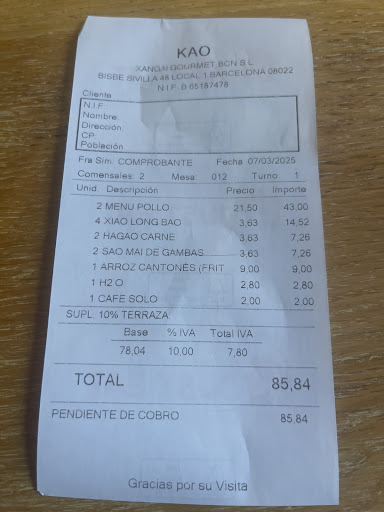 KAO
XANGAI GOURMET BCN S.L.
BISBE SIVILLA 48 LOCAL 1 BARCELONA 08022
N.I.F. B 65187478
Cliente
N.I.F.
Nombre:
Dirección:
CP:
Población:
Fra Sim: COMPROBANTE Fecha 07/03/2025
Comensales: 2 Mesa: 012 Turno: 1
Unid. Descripción Precio Importe
2 MENU POLLO 21,50 43,00
4 XIAO LONG BAO 3,63 14,52
2 HAGAO CARNE 3,63 7,26
2 SAO MAI DE GAMBAS 3,63 7,26
1 ARROZ CANTONÉS (FRIT 9,00 9,00
1 H2O 2,80 2,80
1 CAFE SOLO 2,00 2,00
SUPL. 10% TERRAZA
Base % IVA Total IVA
78,04 10,00 7,80
TOTAL 85,84
PENDIENTE DE COBRO 85,84
Gracias por su Visita